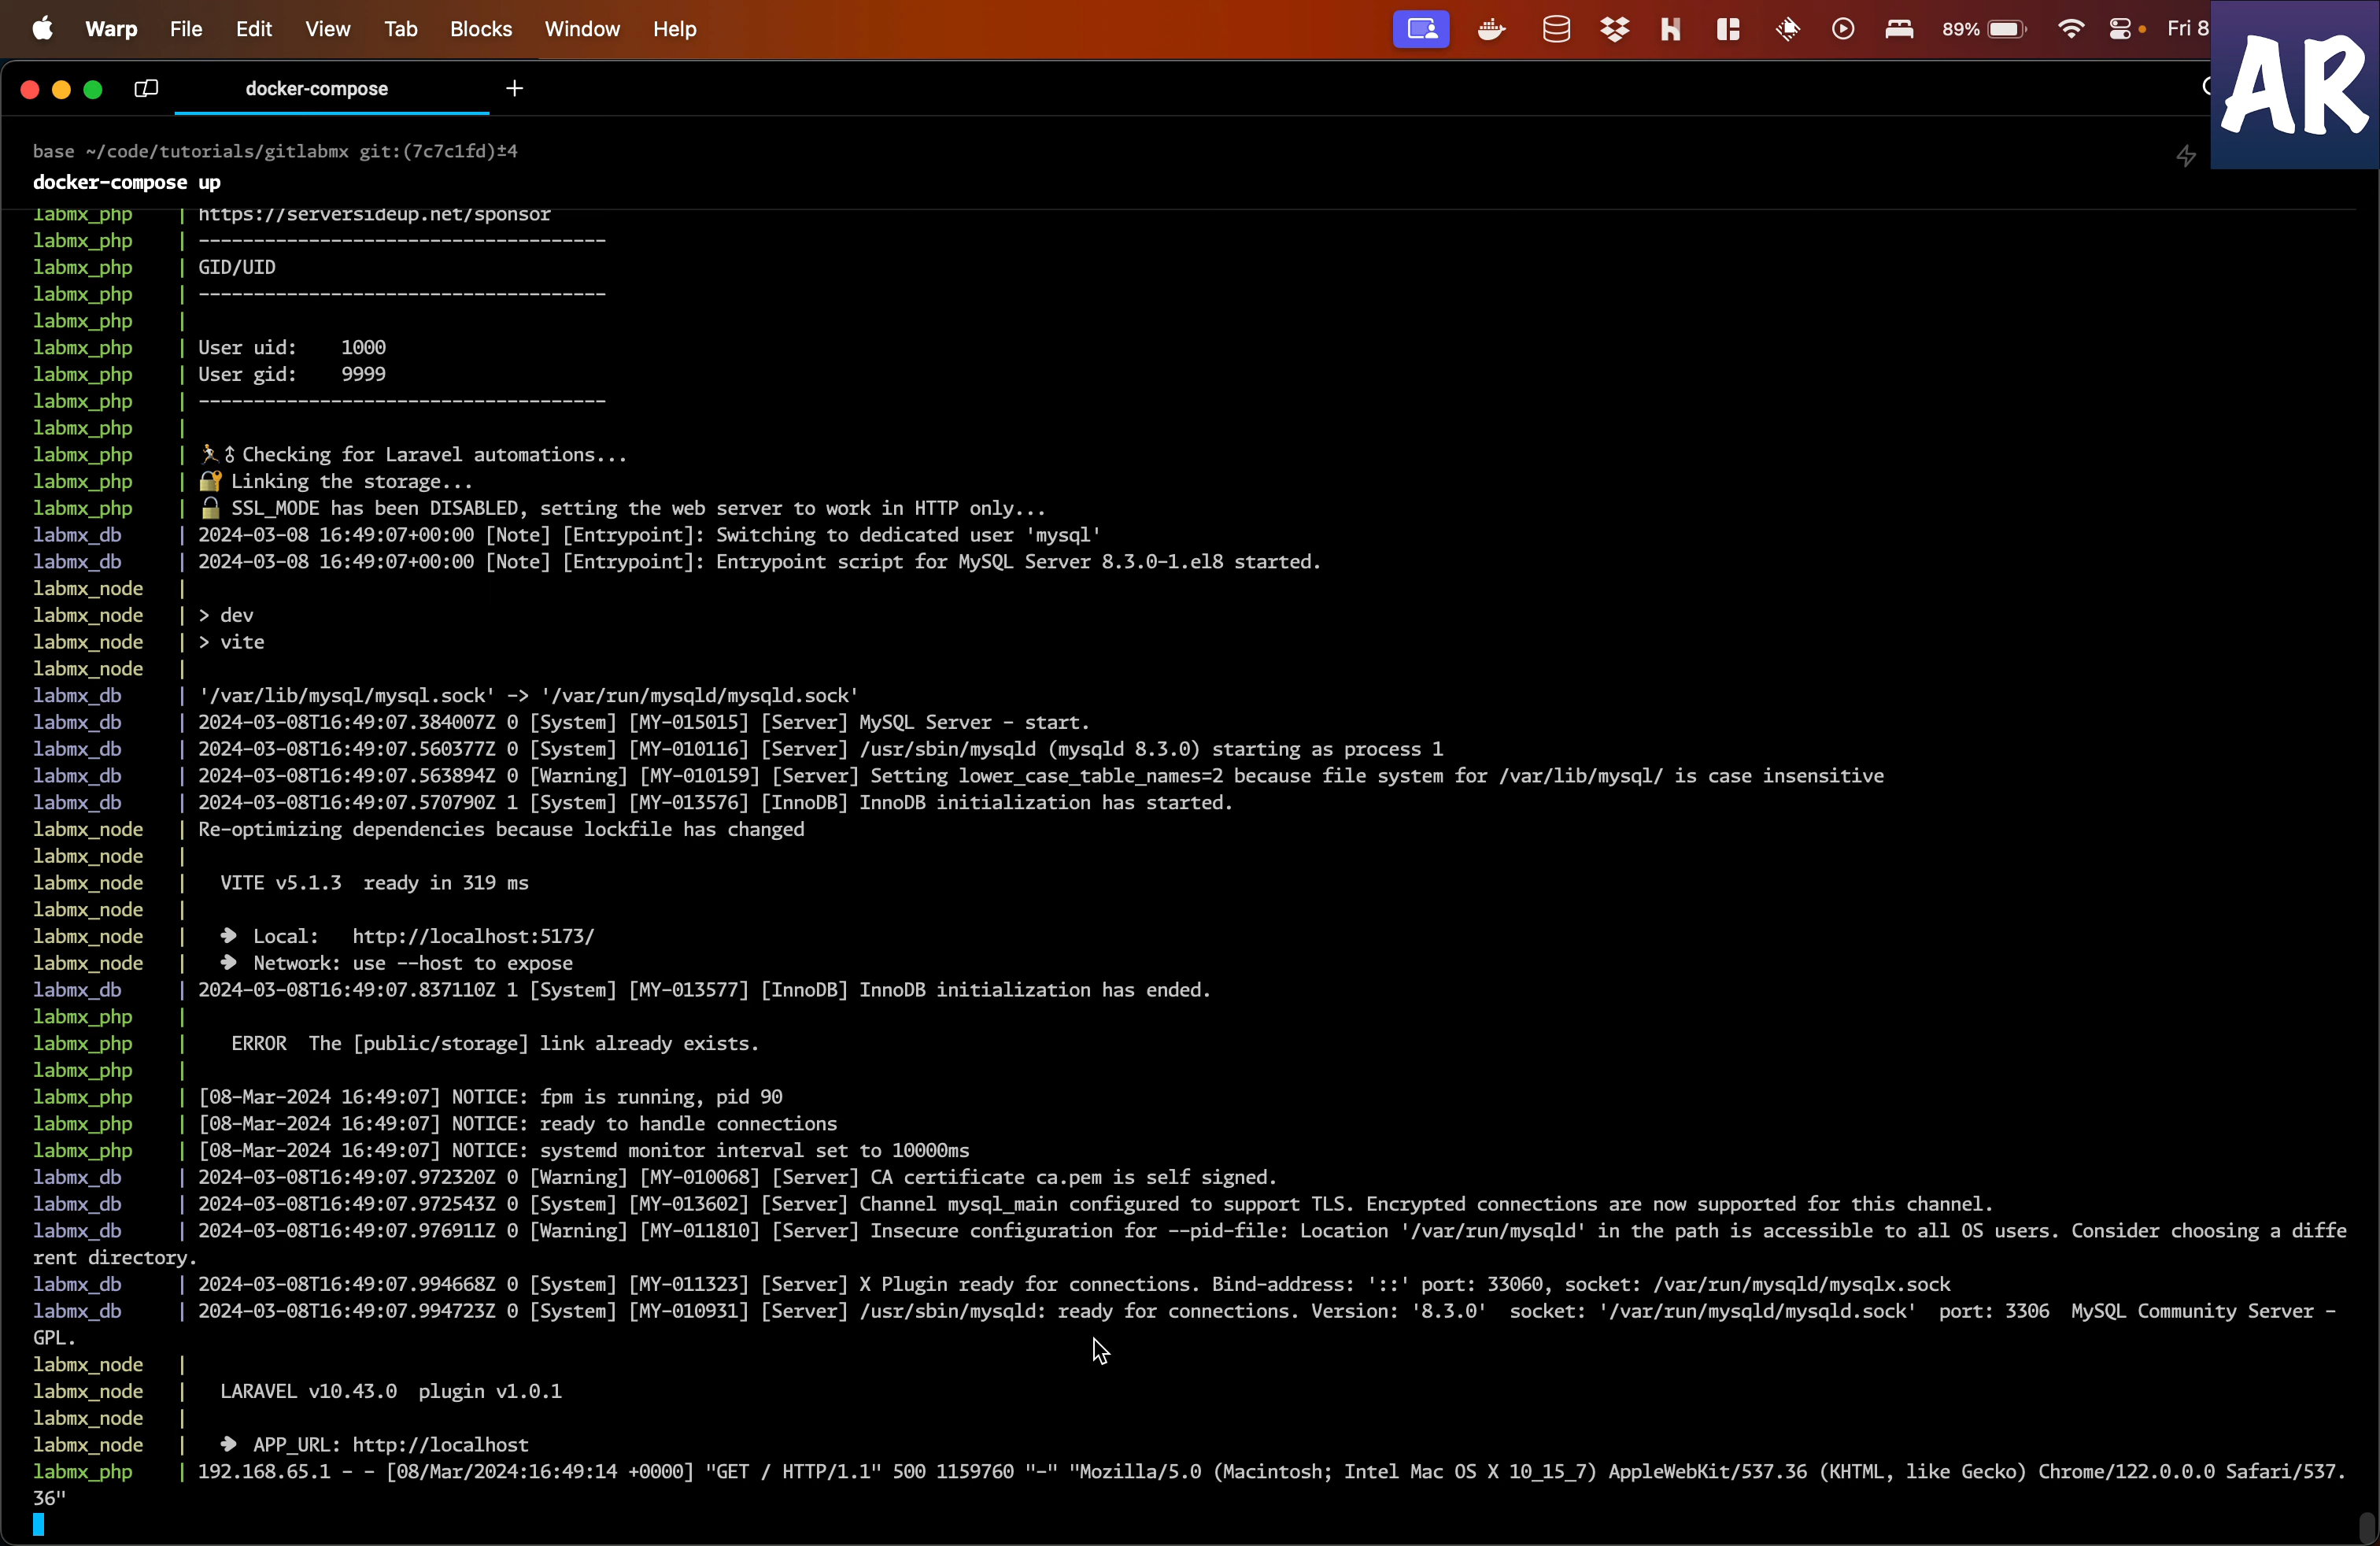 Warp File Edit View Tab Blocks Window Help 89% Fri 8
AR
docker-compose +
base ~/code/tutorials/gitlabmx git:(7c7c1fd)±4
docker-compose up
labmx_php | https://serversideup.net/sponsor
labmx_php | -------------------------------------
labmx_php | GID/UID
labmx_php | -------------------------------------
labmx_php |
labmx_php | User uid: 1000
labmx_php | User gid: 9999
labmx_php | -------------------------------------
labmx_php |
labmx_php | 🏃‍♂️ Checking for Laravel automations...
labmx_php | 🔐 Linking the storage...
labmx_php | 🔓 SSL_MODE has been DISABLED, setting the web server to work in HTTP only...
labmx_db | 2024-03-08 16:49:07+00:00 [Note] [Entrypoint]: Switching to dedicated user 'mysql'
labmx_db | 2024-03-08 16:49:07+00:00 [Note] [Entrypoint]: Entrypoint script for MySQL Server 8.3.0-1.el8 started.
labmx_node |
labmx_node | > dev
labmx_node | > vite
labmx_node |
labmx_db | '/var/lib/mysql/mysql.sock' -> '/var/run/mysqld/mysqld.sock'
labmx_db | 2024-03-08T16:49:07.384007Z 0 [System] [MY-015015] [Server] MySQL Server - start.
labmx_db | 2024-03-08T16:49:07.560377Z 0 [System] [MY-010116] [Server] /usr/sbin/mysqld (mysqld 8.3.0) starting as process 1
labmx_db | 2024-03-08T16:49:07.563894Z 0 [Warning] [MY-010159] [Server] Setting lower_case_table_names=2 because file system for /var/lib/mysql/ is case insensitive
labmx_db | 2024-03-08T16:49:07.570790Z 1 [System] [MY-013576] [InnoDB] InnoDB initialization has started.
labmx_node | Re-optimizing dependencies because lockfile has changed
labmx_node |
labmx_node | VITE v5.1.3 ready in 319 ms
labmx_node |
labmx_node | ➜ Local: http://localhost:5173/
labmx_node | ➜ Network: use --host to expose
labmx_db | 2024-03-08T16:49:07.837110Z 1 [System] [MY-013577] [InnoDB] InnoDB initialization has ended.
labmx_php |
labmx_php | ERROR The [public/storage] link already exists.
labmx_php |
labmx_php | [08-Mar-2024 16:49:07] NOTICE: fpm is running, pid 90
labmx_php | [08-Mar-2024 16:49:07] NOTICE: ready to handle connections
labmx_php | [08-Mar-2024 16:49:07] NOTICE: systemd monitor interval set to 10000ms
labmx_db | 2024-03-08T16:49:07.972320Z 0 [Warning] [MY-010068] [Server] CA certificate ca.pem is self signed.
labmx_db | 2024-03-08T16:49:07.972543Z 0 [System] [MY-013602] [Server] Channel mysql_main configured to support TLS. Encrypted connections are now supported for this channel.
labmx_db | 2024-03-08T16:49:07.976911Z 0 [Warning] [MY-011810] [Server] Insecure configuration for --pid-file: Location '/var/run/mysqld' in the path is accessible to all OS users. Consider choosing a diffe
rent directory.
labmx_db | 2024-03-08T16:49:07.994668Z 0 [System] [MY-011323] [Server] X Plugin ready for connections. Bind-address: '::' port: 33060, socket: /var/run/mysqld/mysqlx.sock
labmx_db | 2024-03-08T16:49:07.994723Z 0 [System] [MY-010931] [Server] /usr/sbin/mysqld: ready for connections. Version: '8.3.0' socket: '/var/run/mysqld/mysqld.sock' port: 3306 MySQL Community Server -
GPL.
labmx_node |
labmx_node | LARAVEL v10.43.0 plugin v1.0.1
labmx_node |
labmx_node | ➜ APP_URL: http://localhost
labmx_php | 192.168.65.1 - - [08/Mar/2024:16:49:14 +0000] "GET / HTTP/1.1" 500 1159760 "-" "Mozilla/5.0 (Macintosh; Intel Mac OS X 10_15_7) AppleWebKit/537.36 (KHTML, like Gecko) Chrome/122.0.0.0 Safari/537.
36"